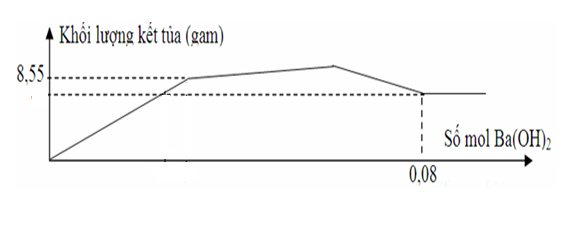 Khối lượng kết tủa (gam)
8,55
Số mol Ba(OH)₂
0,08